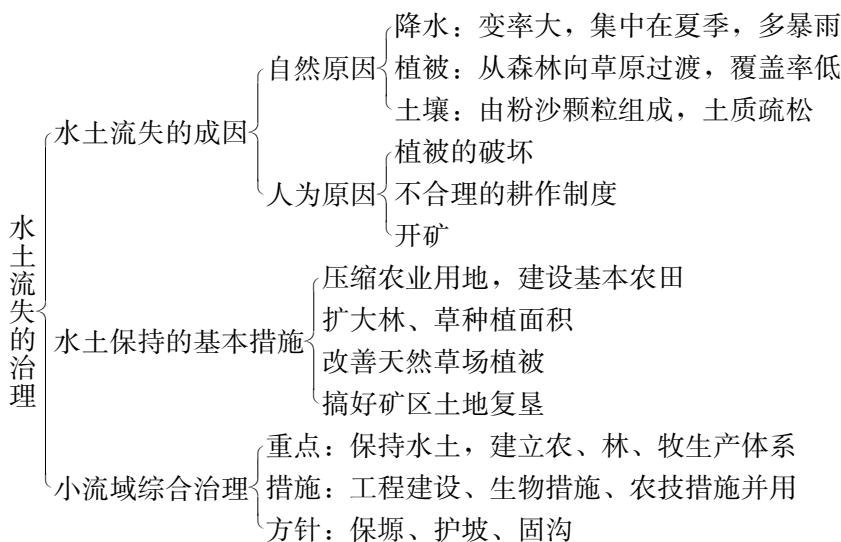 水土流失的治理
水土流失的成因
自然原因
降水：变率大，集中在夏季，多暴雨
植被：从森林向草原过渡，覆盖率低
土壤：由粉沙颗粒组成，土质疏松
人为原因
植被的破坏
不合理的耕作制度
开矿
水土保持的基本措施
压缩农业用地，建设基本农田
扩大林、草种植面积
改善天然草场植被
搞好矿区土地复垦
小流域综合治理
重点：保持水土，建立农、林、牧生产体系
措施：工程建设、生物措施、农技措施并用
方针：保塬、护坡、固沟